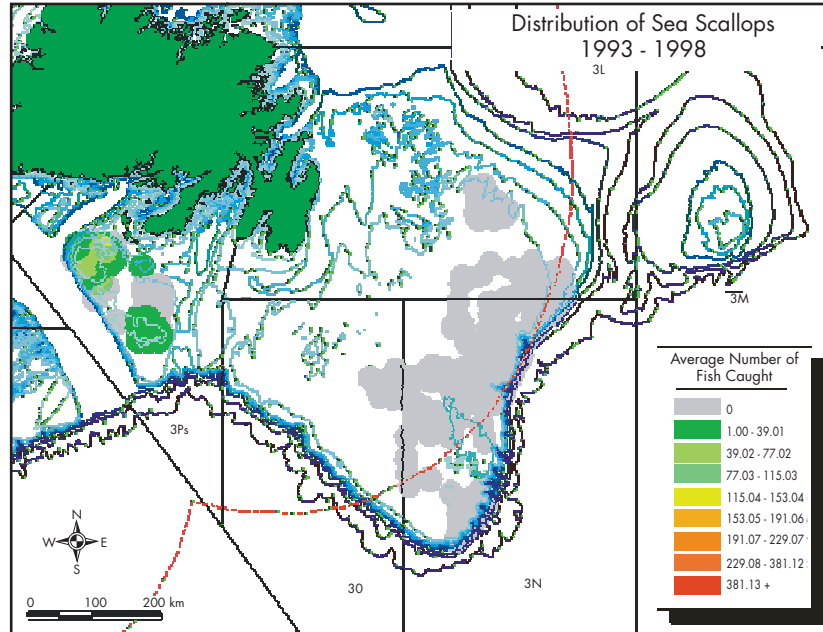 Distribution of Sea Scallops
1993 - 1998
3L
3M
3Ps
30
3N
Average Number of
Fish Caught
0
1.00 - 39.01
39.02 - 77.02
77.03 - 115.03
115.04 - 153.04
153.05 - 191.06
191.07 - 229.07
229.08 - 381.12
381.13 +
N
W E
S
0 100 200 km